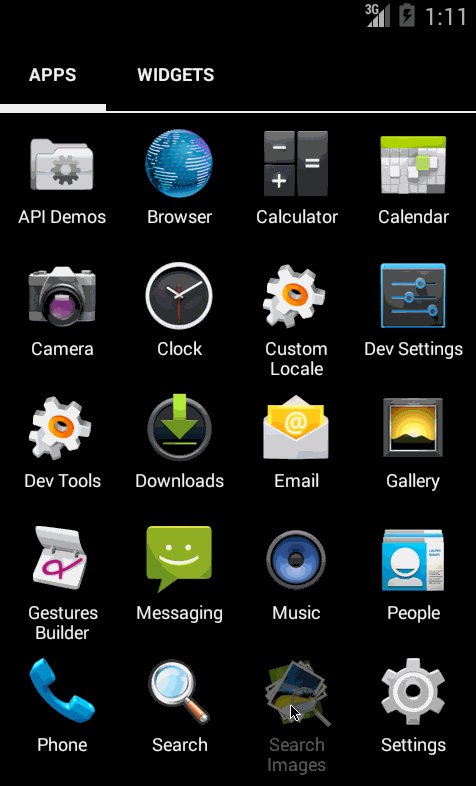 3G 1:11
APPS WIDGETS
API Demos Browser Calculator Calendar
Camera Clock Custom Locale Dev Settings
Dev Tools Downloads Email Gallery
Gestures Builder Messaging Music People
Phone Search Search Images Settings